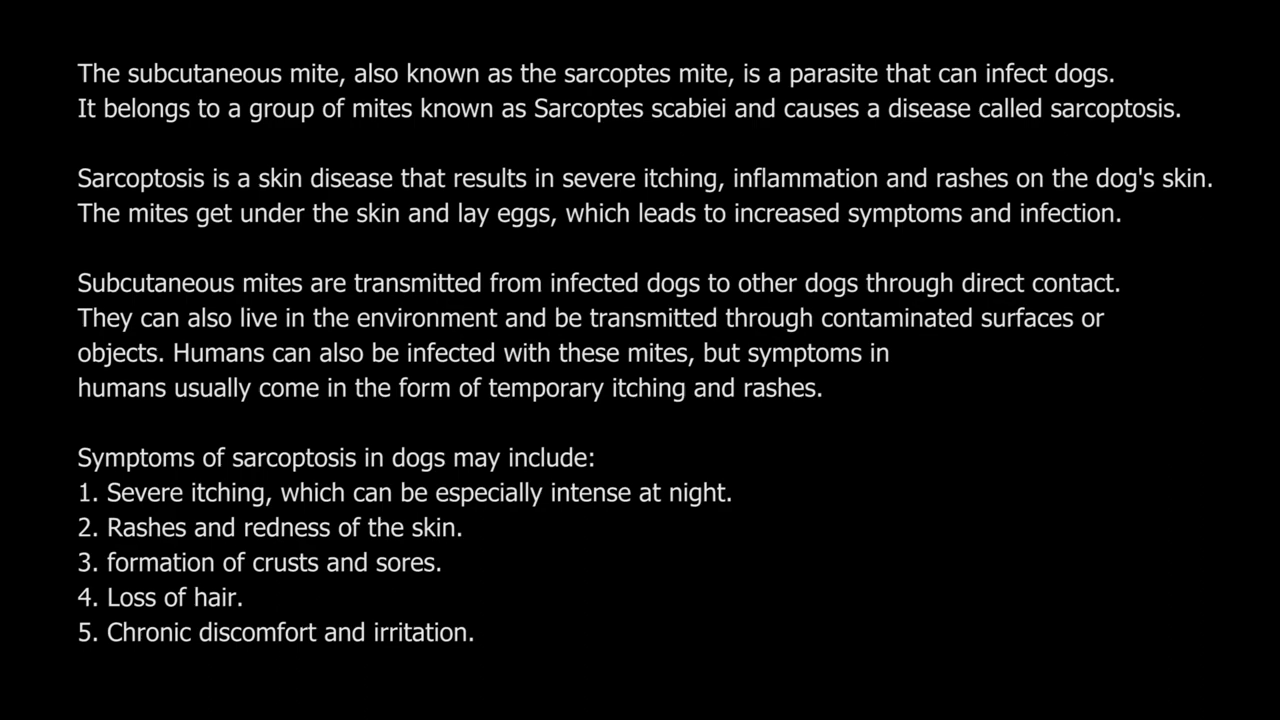 The subcutaneous mite, also known as the sarcoptes mite, is a parasite that can infect dogs.
It belongs to a group of mites known as Sarcoptes scabiei and causes a disease called sarcoptosis.
Sarcoptosis is a skin disease that results in severe itching, inflammation and rashes on the dog's skin.
The mites get under the skin and lay eggs, which leads to increased symptoms and infection.
Subcutaneous mites are transmitted from infected dogs to other dogs through direct contact.
They can also live in the environment and be transmitted through contaminated surfaces or
objects. Humans can also be infected with these mites, but symptoms in
humans usually come in the form of temporary itching and rashes.
Symptoms of sarcoptosis in dogs may include:
1. Severe itching, which can be especially intense at night.
2. Rashes and redness of the skin.
3. formation of crusts and sores.
4. Loss of hair.
5. Chronic discomfort and irritation.